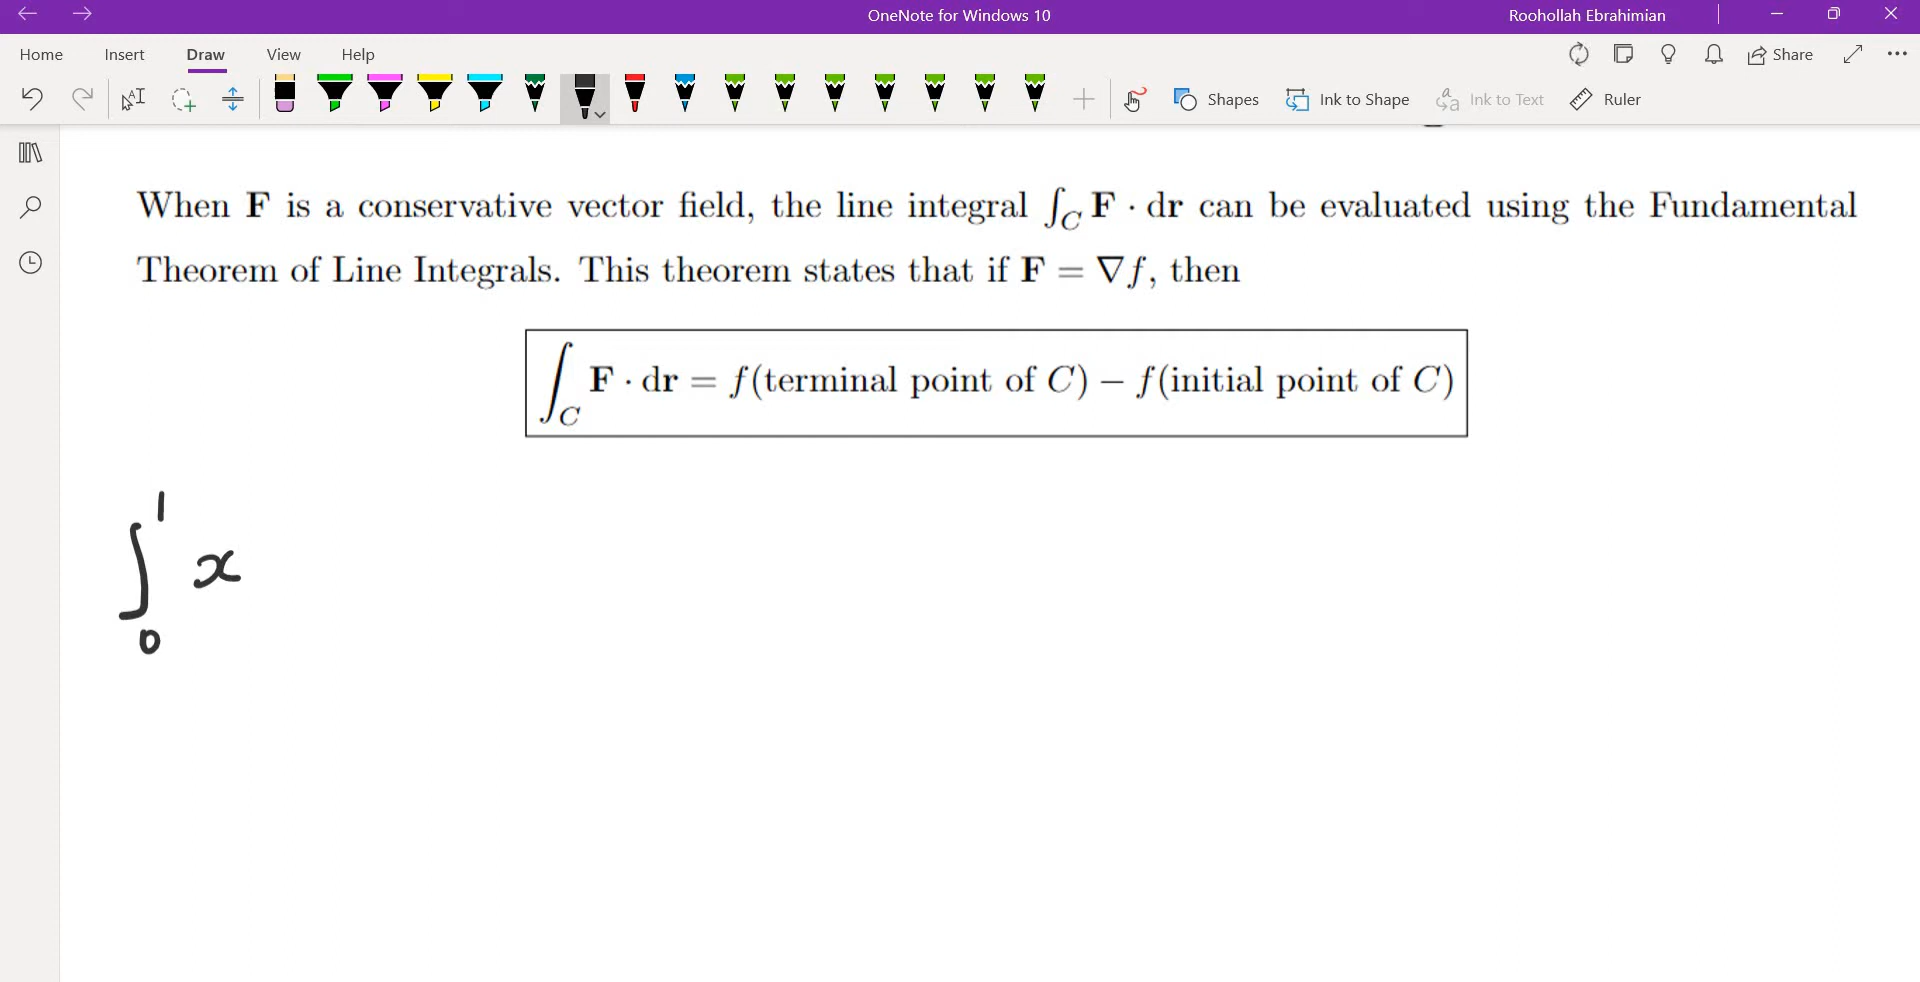 OneNote for Windows 10
Roohollah Ebrahimian
Home Insert Draw View Help
Share
Shapes Ink to Shape Ink to Text Ruler
When F is a conservative vector field, the line integral ∫_C F · dr can be evaluated using the Fundamental
Theorem of Line Integrals. This theorem states that if F = ∇f, then
∫_C F · dr = f(terminal point of C) − f(initial point of C)
∫_0^1 x